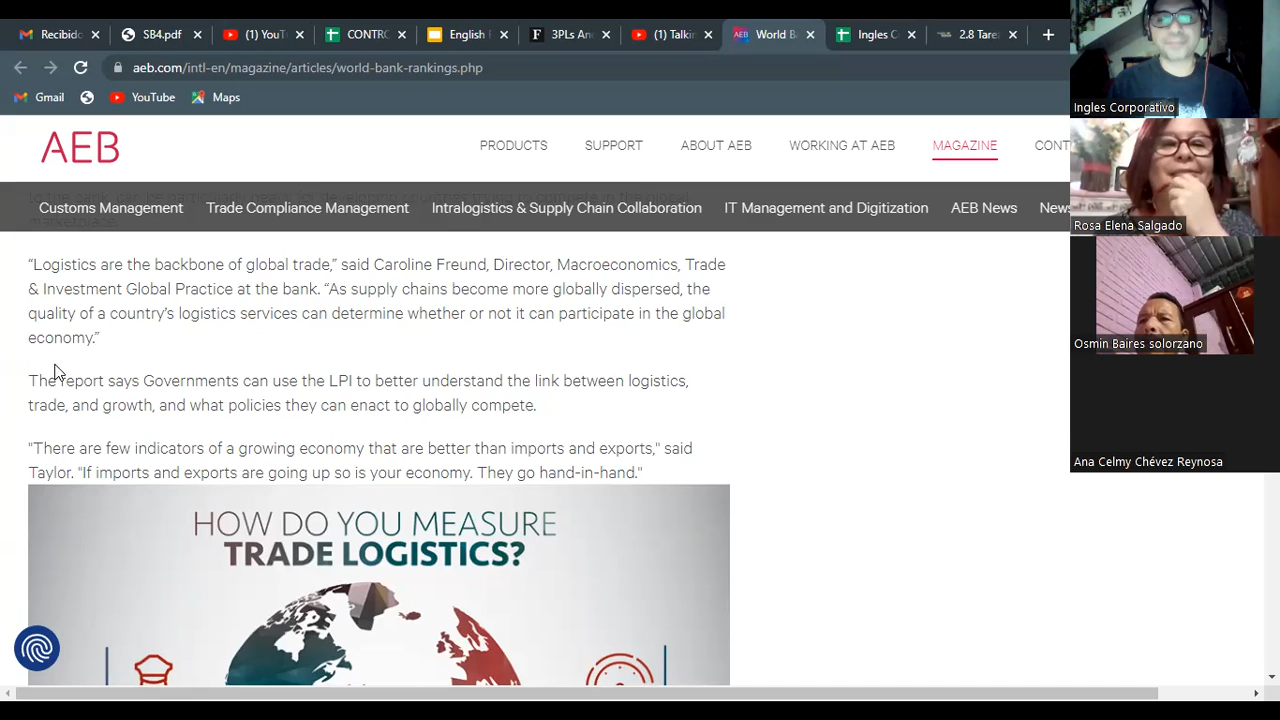 Recibido
SB4.pdf
(1) YouT
CONTRO
English F
3PLs And
(1) Talkin
World Ba
Ingles Co
2.8 Tarea
aeb.com/intl-en/magazine/articles/world-bank-rankings.php
Gmail
YouTube
Maps
AEB
PRODUCTS
SUPPORT
ABOUT AEB
WORKING AT AEB
MAGAZINE
CONT
Customs Management
Trade Compliance Management
Intralogistics & Supply Chain Collaboration
IT Management and Digitization
AEB News
News
“Logistics are the backbone of global trade,” said Caroline Freund, Director, Macroeconomics, Trade
& Investment Global Practice at the bank. “As supply chains become more globally dispersed, the
quality of a country’s logistics services can determine whether or not it can participate in the global
economy.”
The report says Governments can use the LPI to better understand the link between logistics,
trade, and growth, and what policies they can enact to globally compete.
"There are few indicators of a growing economy that are better than imports and exports," said
Taylor. "If imports and exports are going up so is your economy. They go hand-in-hand."
HOW DO YOU MEASURE
TRADE LOGISTICS?
Ingles Corporativo
Rosa Elena Salgado
Osmin Baires solorzano
Ana Celmy Chévez Reynosa